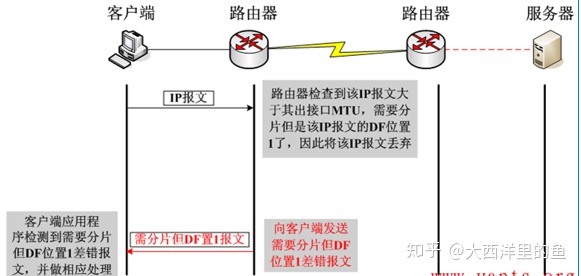 客户端
路由器
路由器
服务器
IP报文
路由器检查到该IP报文大
于其出接口MTU，需要分
片但是该IP报文的DF位置
1了，因此将该IP报文丢弃
客户端应用程
序检测到需要分片
但DF位置1差错报
文，并做相应处理
需分片但DF置1报文
向客户端发送
需要分片但DF
位置1差错报文
知乎 @大西洋里的鱼